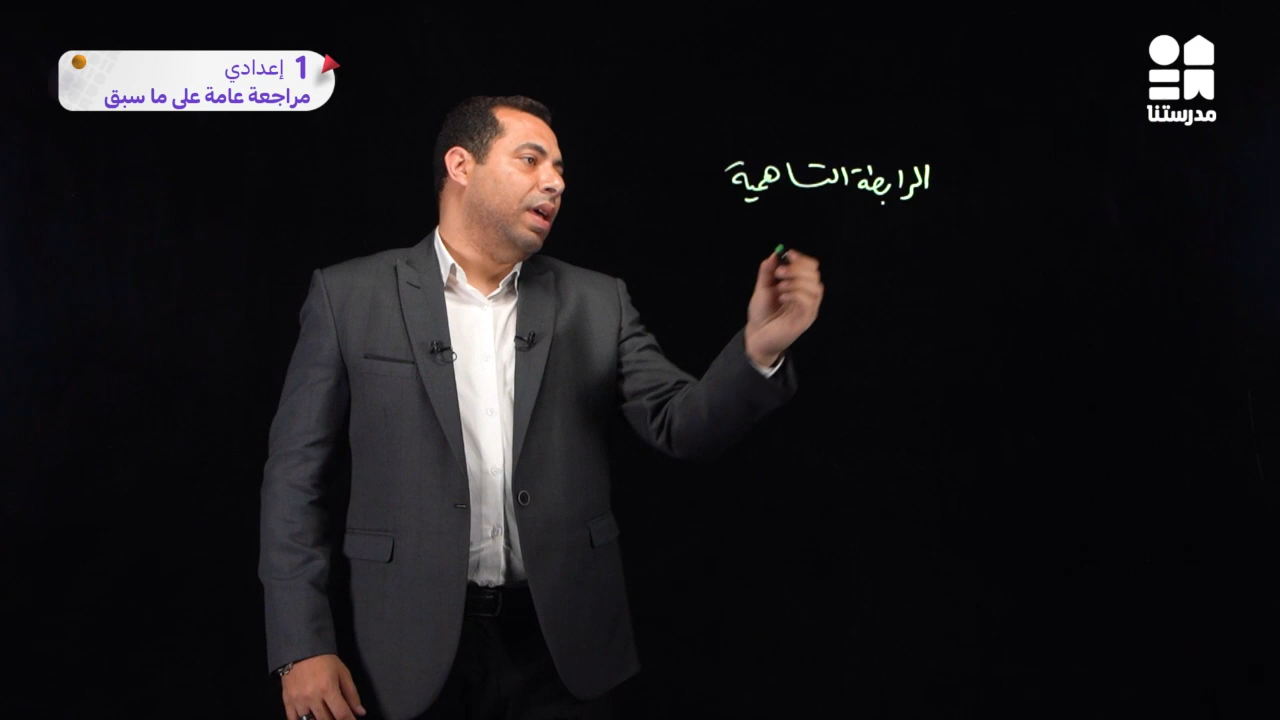 1 إعدادي
مراجعة عامة على ما سبق
مدرستنا
الرابطة التساهمية